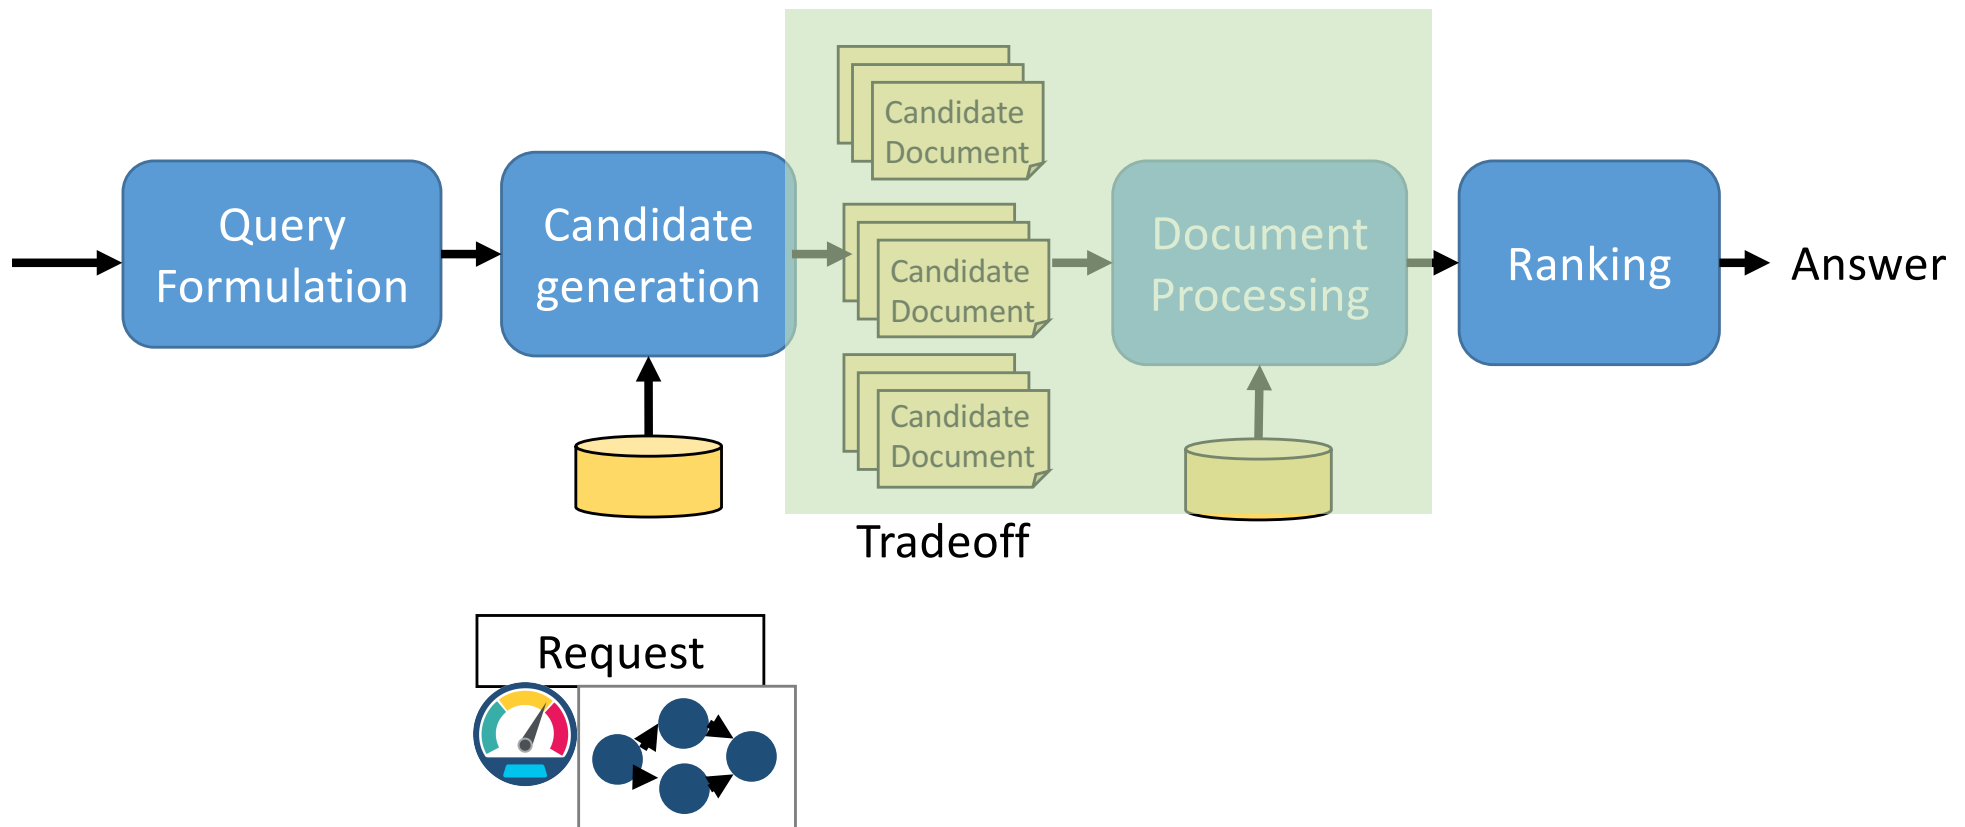 Query
Formulation
Candidate
generation
Candidate
Document
Candidate
Document
Candidate
Document
Document
Processing
Ranking
Answer
Tradeoff
Request